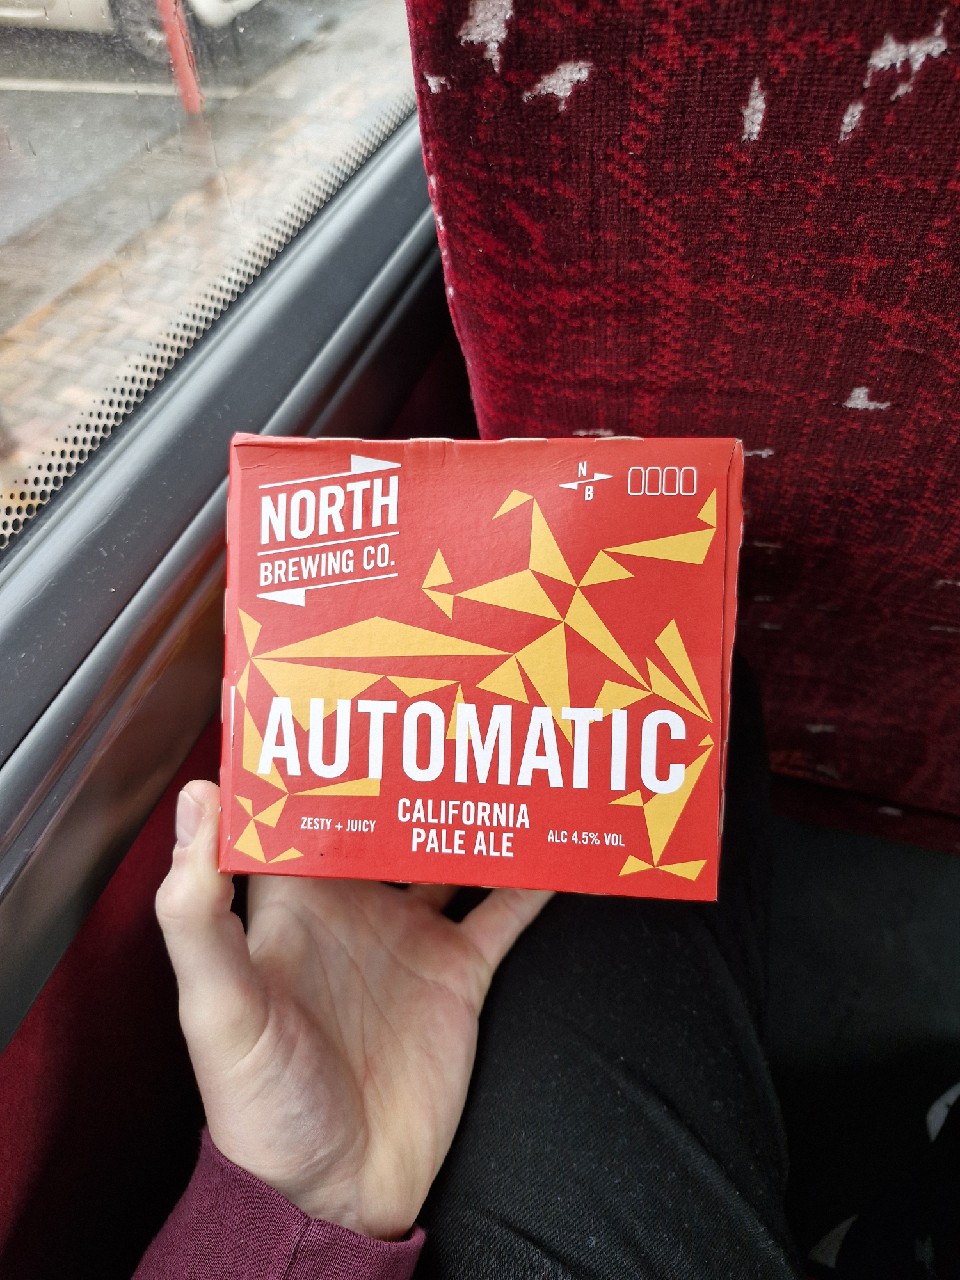 NORTH
BREWING CO.
N
B
AUTOMATIC
ZESTY + JUICY
CALIFORNIA
PALE ALE
ALC 4.5% VOL